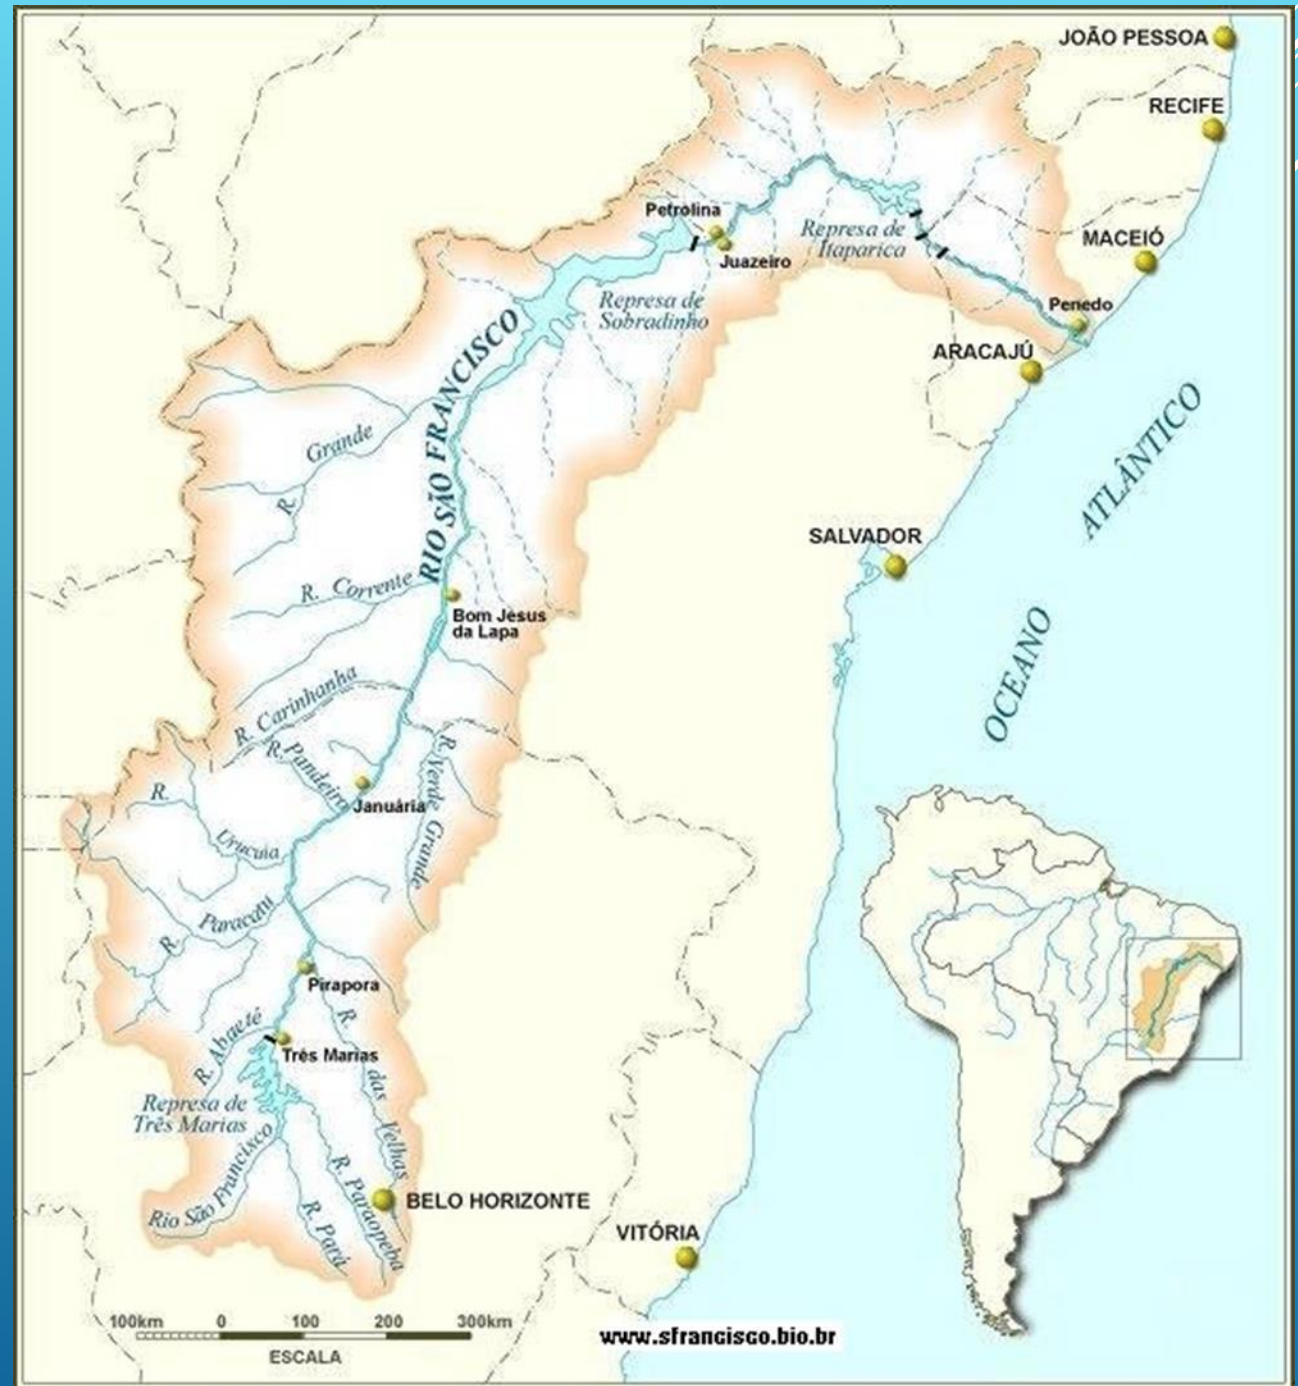 JOÃO PESSOA
RECIFE
Petrolina
Represa de
Itaparica
MACEIÓ
Juazeiro
Represa de
Sobradinho
Penedo
ARACAJÚ
RIO SÃO FRANCISCO
R. Grande
OCEANO ATLÂNTICO
SALVADOR
R. Corrente
Bom Jesus
da Lapa
R. Carinhanha
R. Pandeiro
R. Verde Grande
Januária
R. Urucuia
R. Paracatu
Pirapora
R. Abaeté
Três Marias
R. das Velhas
Represa de
Três Marias
Rio São Francisco
R. Paraopeba
R. Pará
BELO HORIZONTE
VITÓRIA
100km 0 100 200 300km
ESCALA
www.sfrancisco.bio.br